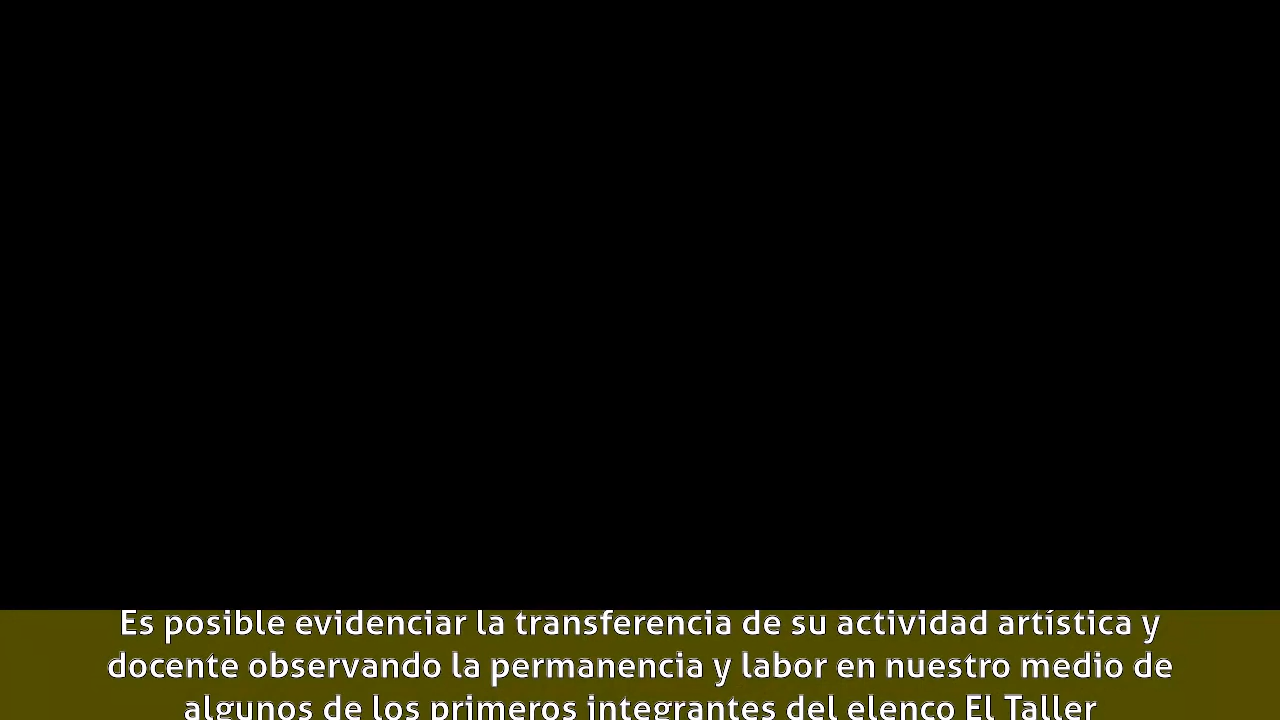 Es posible evidenciar la transferencia de su actividad artística y
docente observando la permanencia y labor en nuestro medio de
algunos de los primeros integrantes del elenco El Taller